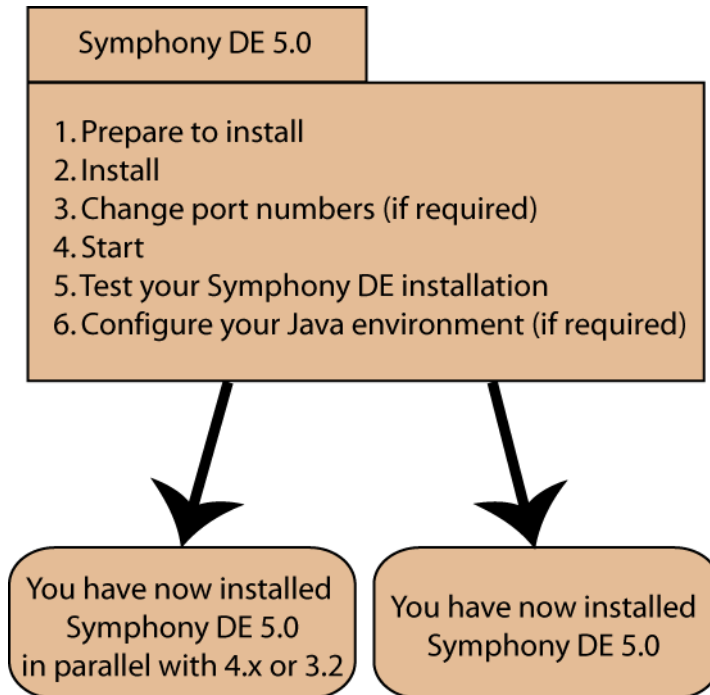 Symphony DE 5.0
1. Prepare to install
2. Install
3. Change port numbers (if required)
4. Start
5. Test your Symphony DE installation
6. Configure your Java environment (if required)
You have now installed
Symphony DE 5.0
in parallel with 4.x or 3.2
You have now installed
Symphony DE 5.0